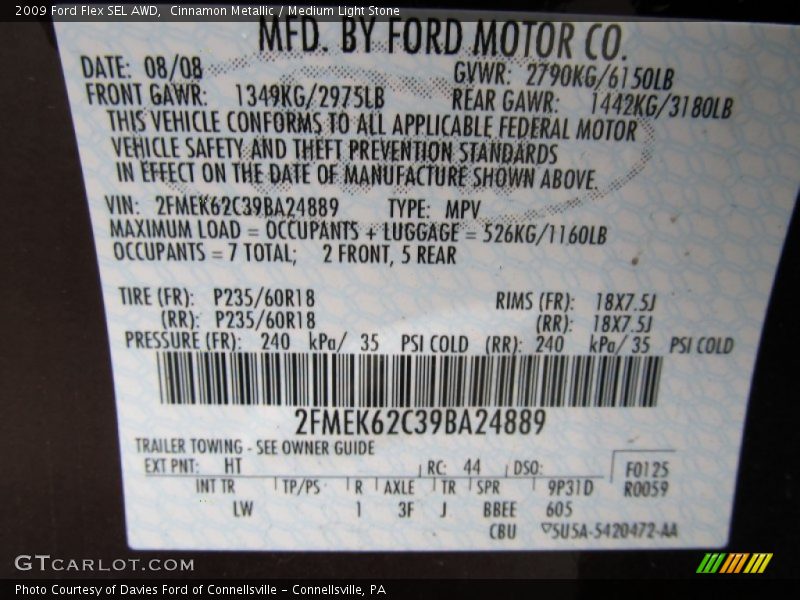 2009 Ford Flex SEL AWD,  Cinnamon Metallic / Medium Light Stone
MFD. BY FORD MOTOR CO.
DATE: 08/08 GVWR: 2790KG/6150LB
FRONT GAWR: 1349KG/2975LB REAR GAWR: 1442KG/3180LB
THIS VEHICLE CONFORMS TO ALL APPLICABLE FEDERAL MOTOR
VEHICLE SAFETY AND THEFT PREVENTION STANDARDS
IN EFFECT ON THE DATE OF MANUFACTURE SHOWN ABOVE.
VIN: 2FMEK62C39BA24889 TYPE: MPV
MAXIMUM LOAD = OCCUPANTS + LUGGAGE = 526KG/1160LB
OCCUPANTS = 7 TOTAL; 2 FRONT, 5 REAR
TIRE (FR): P235/60R18 RIMS (FR): 18X7.5J
(RR): P235/60R18 (RR): 18X7.5J
PRESSURE (FR): 240 kPa/ 35 PSI COLD (RR): 240 kPa/ 35 PSI COLD
2FMEK62C39BA24889
TRAILER TOWING - SEE OWNER GUIDE
EXT PNT: HT RC: 44 DSO: F0125
INT TR TP/PS R AXLE TR SPR 9P31D R0059
LW 1 3F J BBEE 605
CBU ▽5U5A-5420472-AA
GTCARLOT.COM
Photo Courtesy of Davies Ford of Connellsville – Connellsville, PA